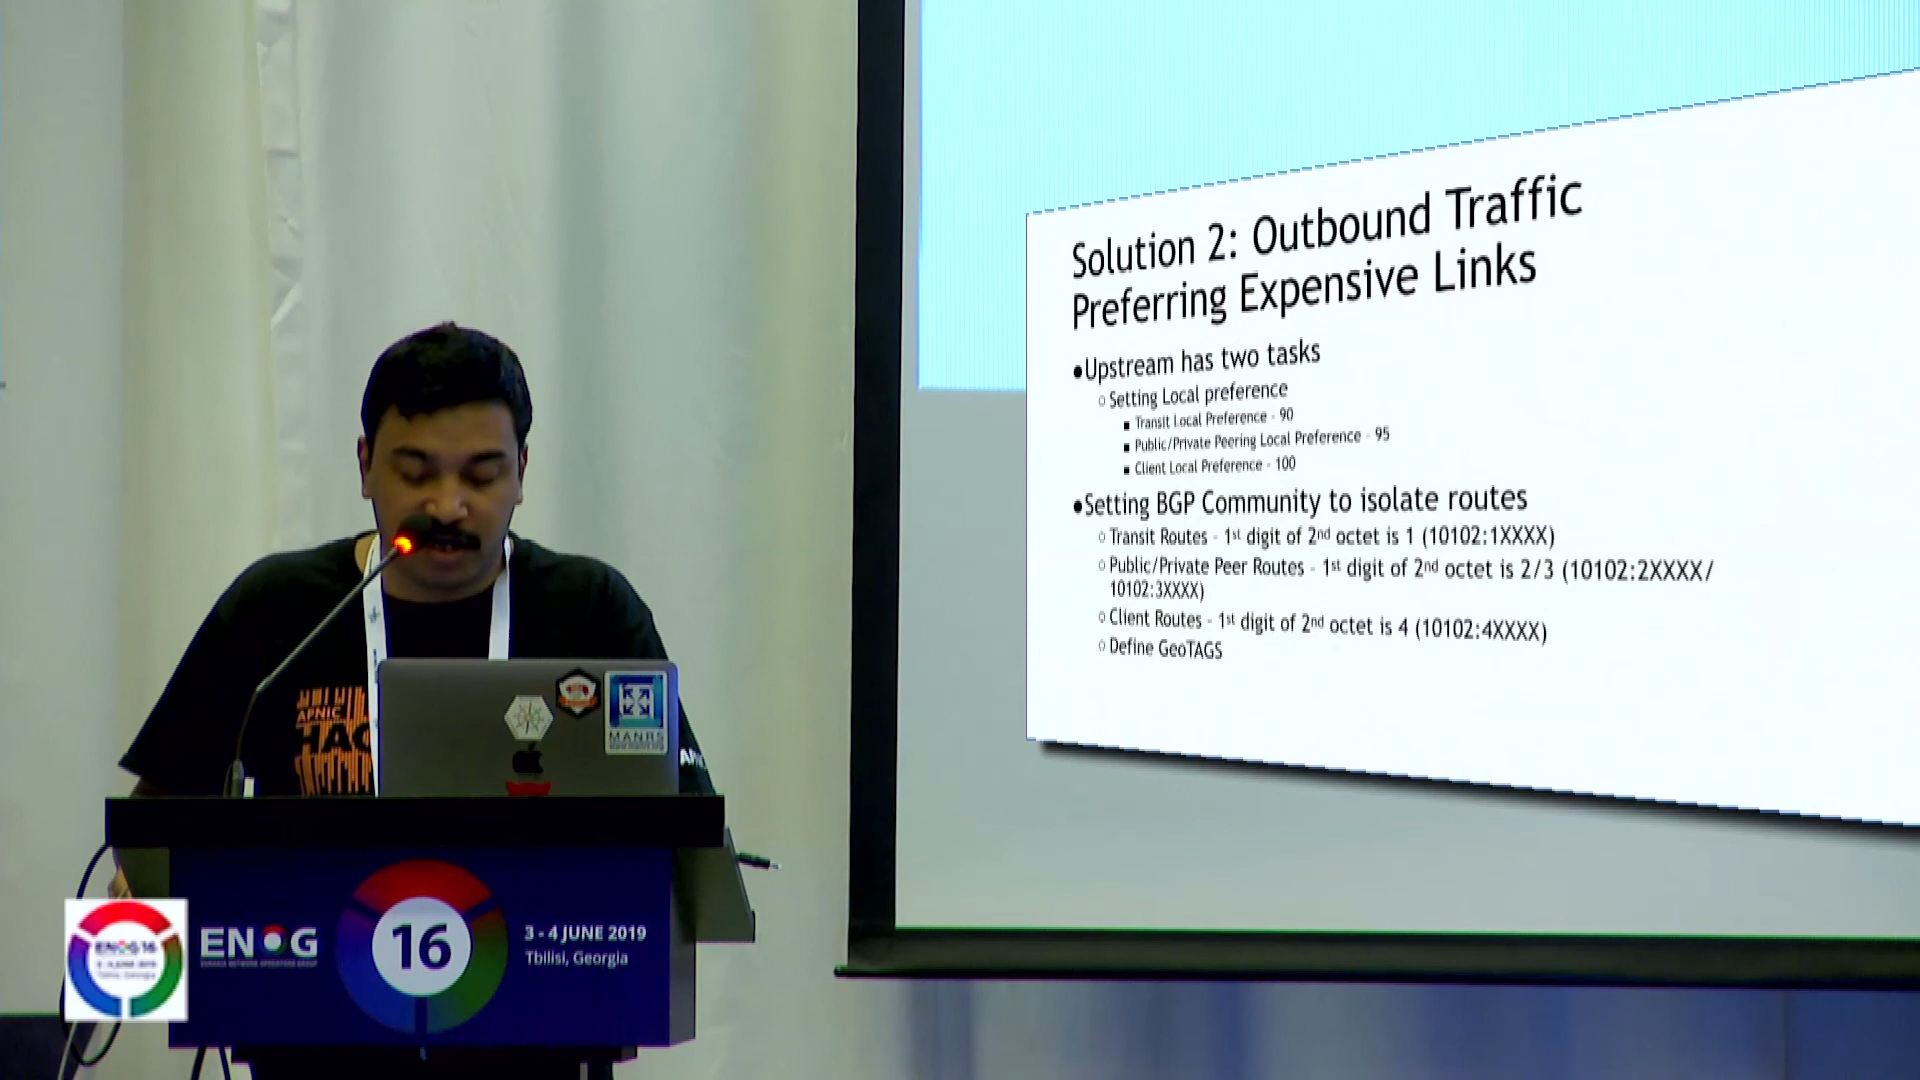 Solution 2: Outbound Traffic
Preferring Expensive Links
•Upstream has two tasks
○ Setting Local preference
■ Transit Local Preference - 90
■ Public/Private Peering Local Preference - 95
■ Client Local Preference - 100
•Setting BGP Community to isolate routes
○ Transit Routes - 1st digit of 2nd octet is 1 (10102:1XXXX)
○ Public/Private Peer Routes - 1st digit of 2nd octet is 2/3 (10102:2XXXX/
10102:3XXXX)
○ Client Routes - 1st digit of 2nd octet is 4 (10102:4XXXX)
○ Define GeoTAGS
APNIC
MANRS
ENOG
16
3 - 4 JUNE 2019
Tbilisi, Georgia
ENOG 16
Tbilisi, Georgia